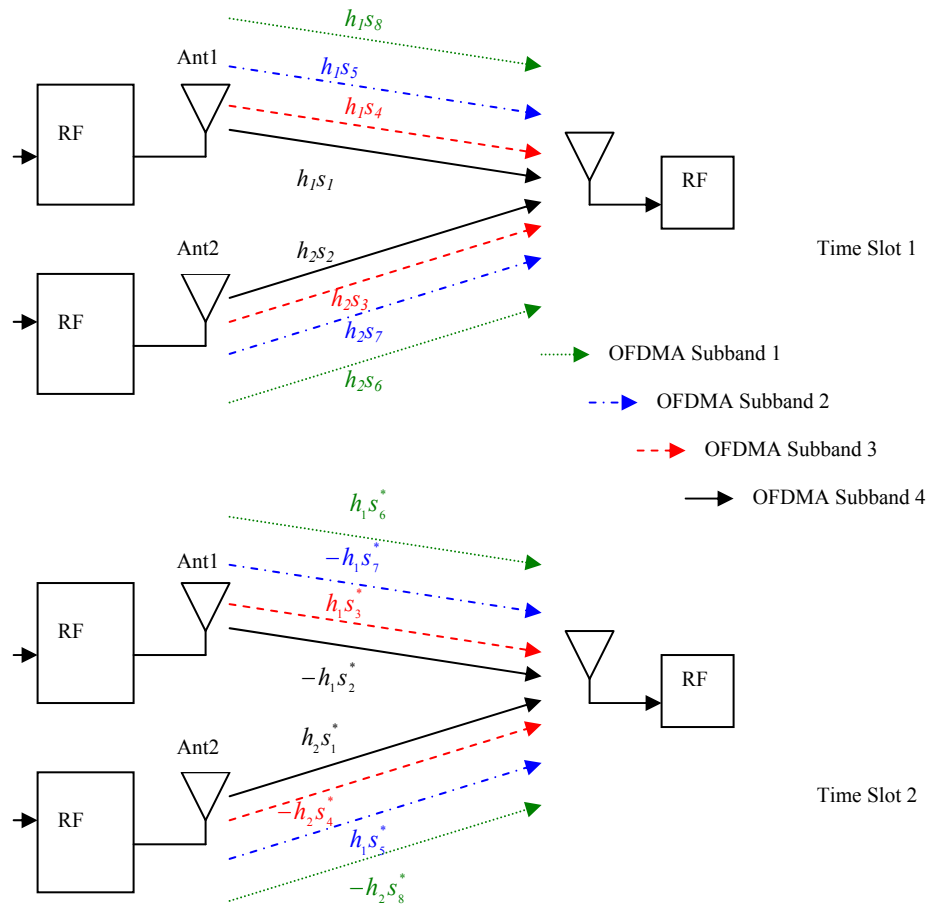 h₁s₈
Ant1
h₁s₅
h₁s₄
RF
h₁s₁
RF
Ant2
h₂s₂
Time Slot 1
RF
h₂s₃
h₂s₇
h₂s₆
OFDMA Subband 1
OFDMA Subband 2
OFDMA Subband 3
OFDMA Subband 4
h₁s₆*
Ant1
−h₁s₇*
h₁s₃*
RF
−h₁s₂*
RF
Ant2
h₂s₁*
Time Slot 2
RF
−h₂s₄*
h₁s₅*
−h₂s₈*